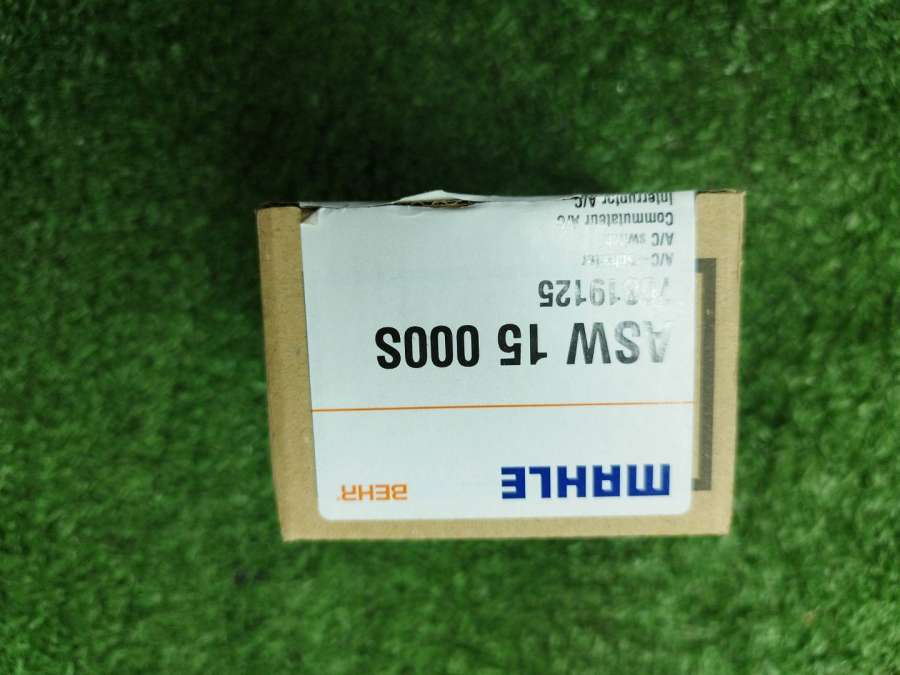 MAHLE BEHR
ASW 15 000S
A/C-
A/C switch
Commutateur A/C
Interruptor A/C